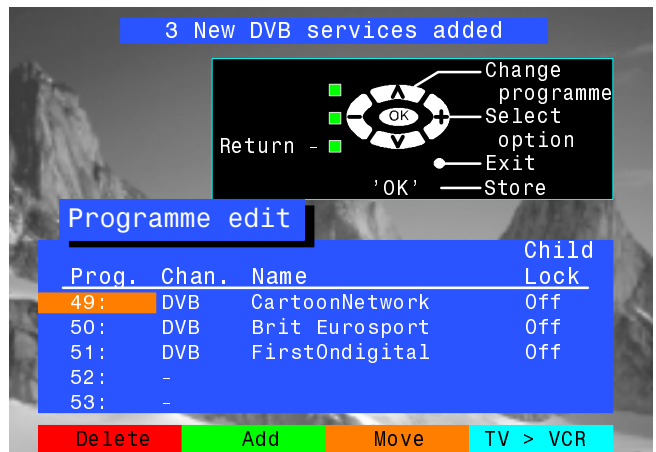 3 New DVB services added
Change
programme
OK
Select
option
Return -
Exit
'OK'
Store
Programme edit
Child
Prog. Chan. Name Lock
49: DVB CartoonNetwork Off
50: DVB Brit Eurosport Off
51: DVB FirstOndigital Off
52: -
53: -
Delete Add Move TV > VCR